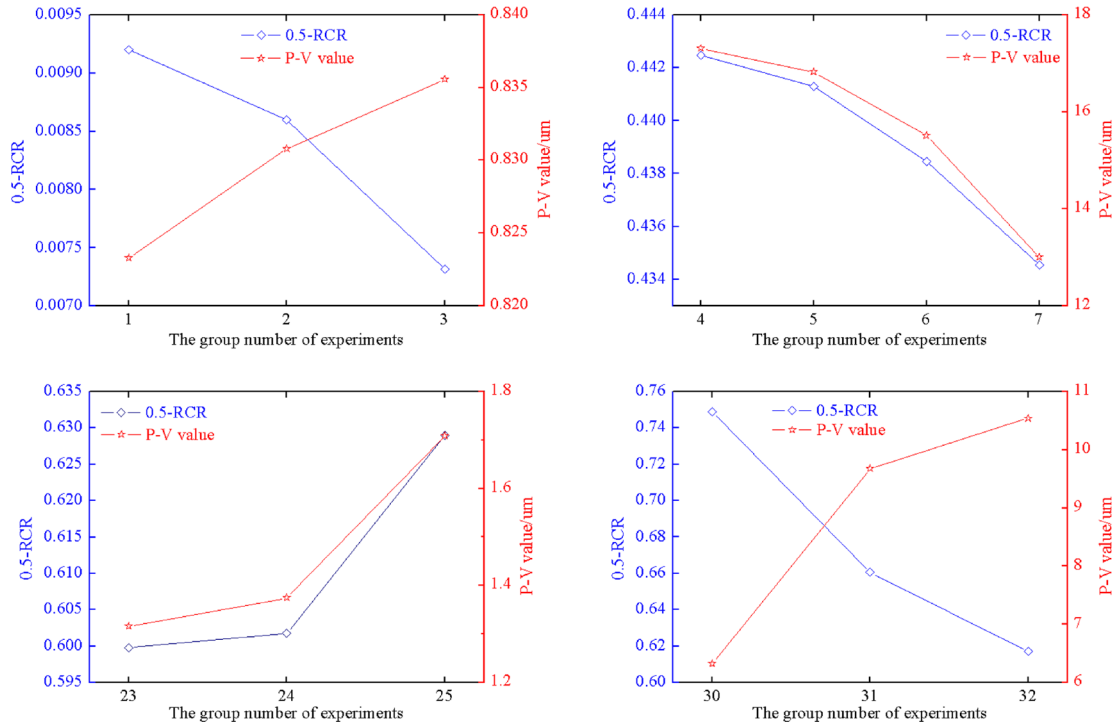 0.5-RCR
0.0095
0.0090
0.0085
0.0080
0.0075
0.0070
0.5-RCR
P-V value
0.840
0.835
0.830
0.825
0.820
P-V value/um
1 2 3
The group number of experiments
0.5-RCR
0.444
0.442
0.440
0.438
0.436
0.434
0.5-RCR
P-V value
18
16
14
12
P-V value/um
4 5 6 7
The group number of experiments
0.5-RCR
0.635
0.630
0.625
0.620
0.615
0.610
0.605
0.600
0.595
0.5-RCR
P-V value
1.8
1.6
1.4
1.2
P-V value/um
23 24 25
The group number of experiments
0.5-RCR
0.76
0.74
0.72
0.70
0.68
0.66
0.64
0.62
0.60
0.5-RCR
P-V value
11
10
9
8
7
6
P-V value/um
30 31 32
The group number of experiments